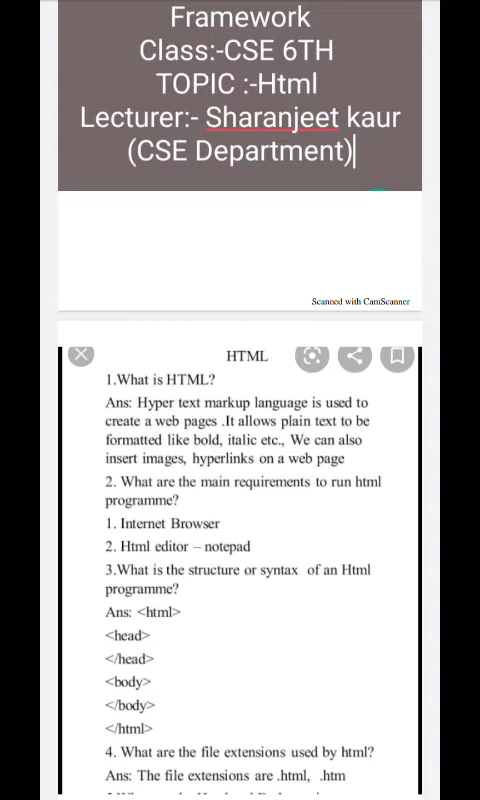 Framework
Class:-CSE 6TH
TOPIC :-Html
Lecturer:- Sharanjeet kaur
(CSE Department)
Scanned with CamScanner
HTML
1.What is HTML?
Ans: Hyper text markup language is used to
create a web pages .It allows plain text to be
formatted like bold, italic etc., We can also
insert images, hyperlinks on a web page
2. What are the main requirements to run html
programme?
1. Internet Browser
2. Html editor – notepad
3.What is the structure or syntax of an Html
programme?
Ans: <html>
<head>
</head>
<body>
</body>
</html>
4. What are the file extensions used by html?
Ans: The file extensions are .html, .htm